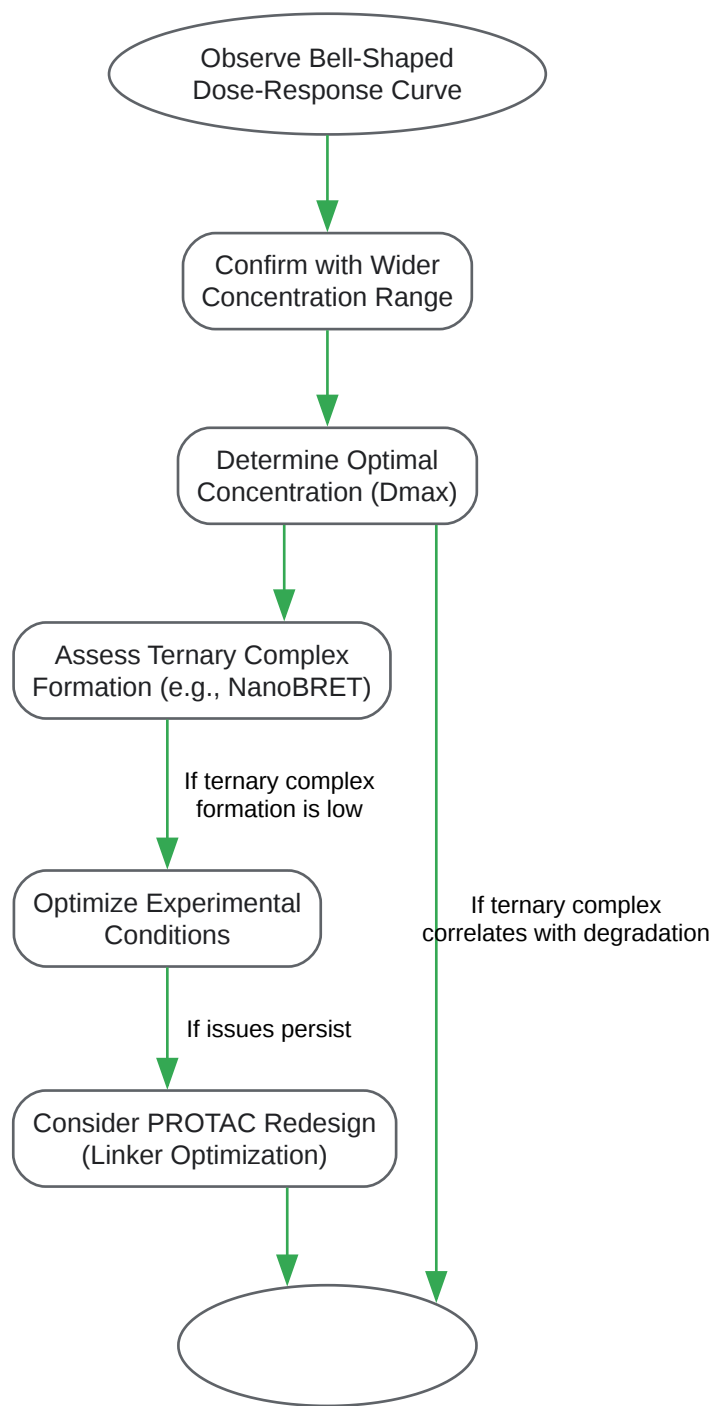 Observe Bell-Shaped
Dose-Response Curve
Confirm with Wider
Concentration Range
Determine Optimal
Concentration (Dmax)
Assess Ternary Complex
Formation (e.g., NanoBRET)
If ternary complex
formation is low
Optimize Experimental
Conditions
If ternary complex
correlates with degradation
If issues persist
Consider PROTAC Redesign
(Linker Optimization)